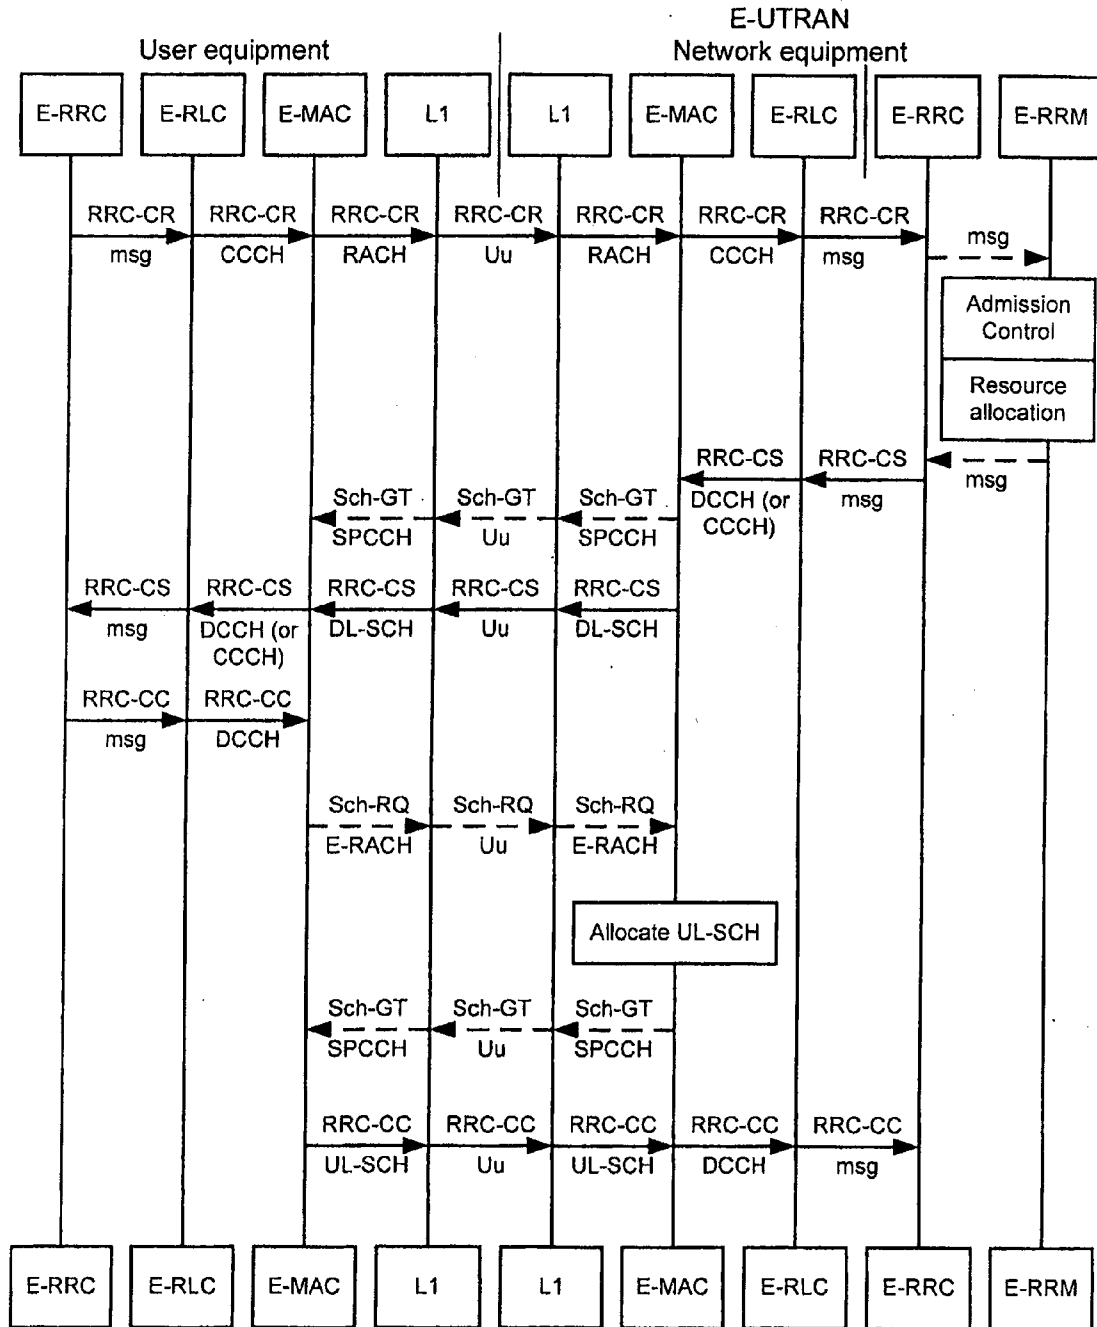 E-UTRAN
User equipment
Network equipment
E-RRC
E-RLC
E-MAC
L1
L1
E-MAC
E-RLC
E-RRC
E-RRM
RRC-CR
RRC-CR
RRC-CR
RRC-CR
RRC-CR
RRC-CR
RRC-CR
msg
msg
CCCH
RACH
Uu
RACH
CCCH
msg
Admission
Control
Resource
allocation
RRC-CS
RRC-CS
msg
DCCH (or
CCCH)
msg
Sch-GT
Sch-GT
Sch-GT
SPCCH
Uu
SPCCH
RRC-CS
RRC-CS
RRC-CS
RRC-CS
RRC-CS
msg
DCCH (or
CCCH)
DL-SCH
Uu
DL-SCH
RRC-CC
RRC-CC
msg
DCCH
Sch-RQ
Sch-RQ
Sch-RQ
E-RACH
Uu
E-RACH
Allocate UL-SCH
Sch-GT
Sch-GT
Sch-GT
SPCCH
Uu
SPCCH
RRC-CC
RRC-CC
RRC-CC
RRC-CC
RRC-CC
UL-SCH
Uu
UL-SCH
DCCH
msg
E-RRC
E-RLC
E-MAC
L1
L1
E-MAC
E-RLC
E-RRC
E-RRM